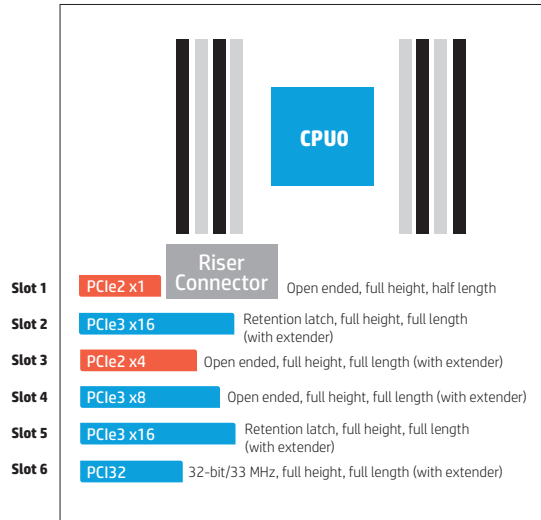 CPU0
Riser
Connector
Slot 1 PCIe2 x1 Open ended, full height, half length
Slot 2 PCIe3 x16 Retention latch, full height, full length
(with extender)
Slot 3 PCIe2 x4 Open ended, full height, full length (with extender)
Slot 4 PCIe3 x8 Open ended, full height, full length (with extender)
Slot 5 PCIe3 x16 Retention latch, full height, full length
(with extender)
Slot 6 PCI32 32-bit/33 MHz, full height, full length (with extender)